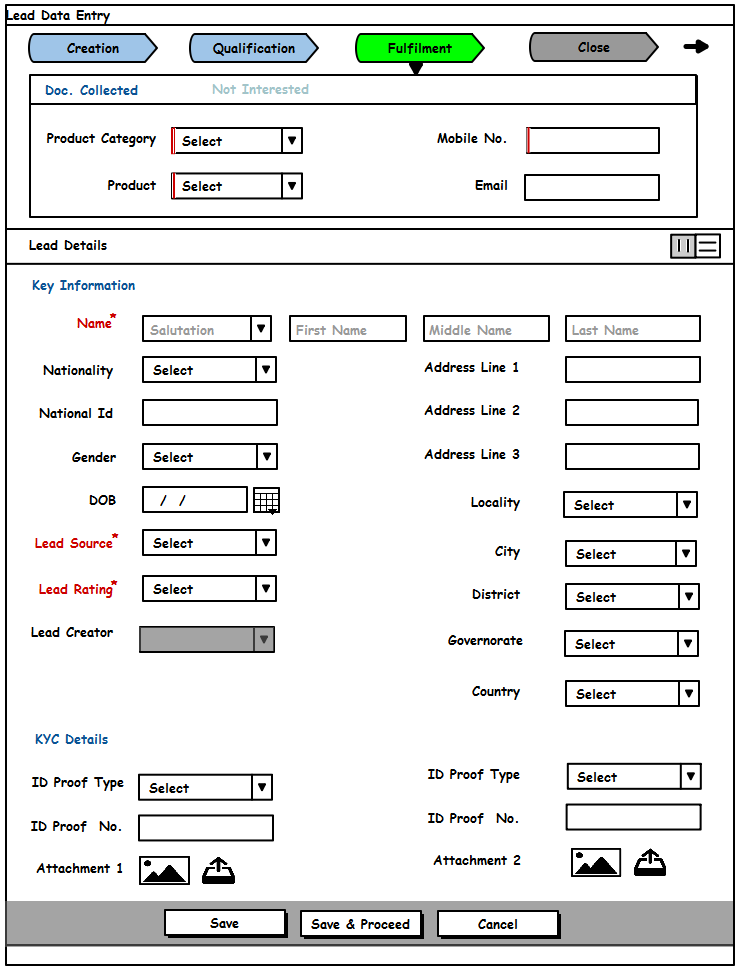 Lead Data Entry
Creation Qualification Fulfilment Close
Doc. Collected Not Interested
Product Category Select Mobile No.
Product Select Email
Lead Details
Key Information
Name* Salutation First Name Middle Name Last Name
Nationality Select Address Line 1
National Id Address Line 2
Gender Select Address Line 3
DOB / / Locality Select
Lead Source* Select City Select
Lead Rating* Select District Select
Lead Creator Governorate Select
Country Select
KYC Details
ID Proof Type Select ID Proof Type Select
ID Proof No. ID Proof No.
Attachment 1 Attachment 2
Save Save & Proceed Cancel